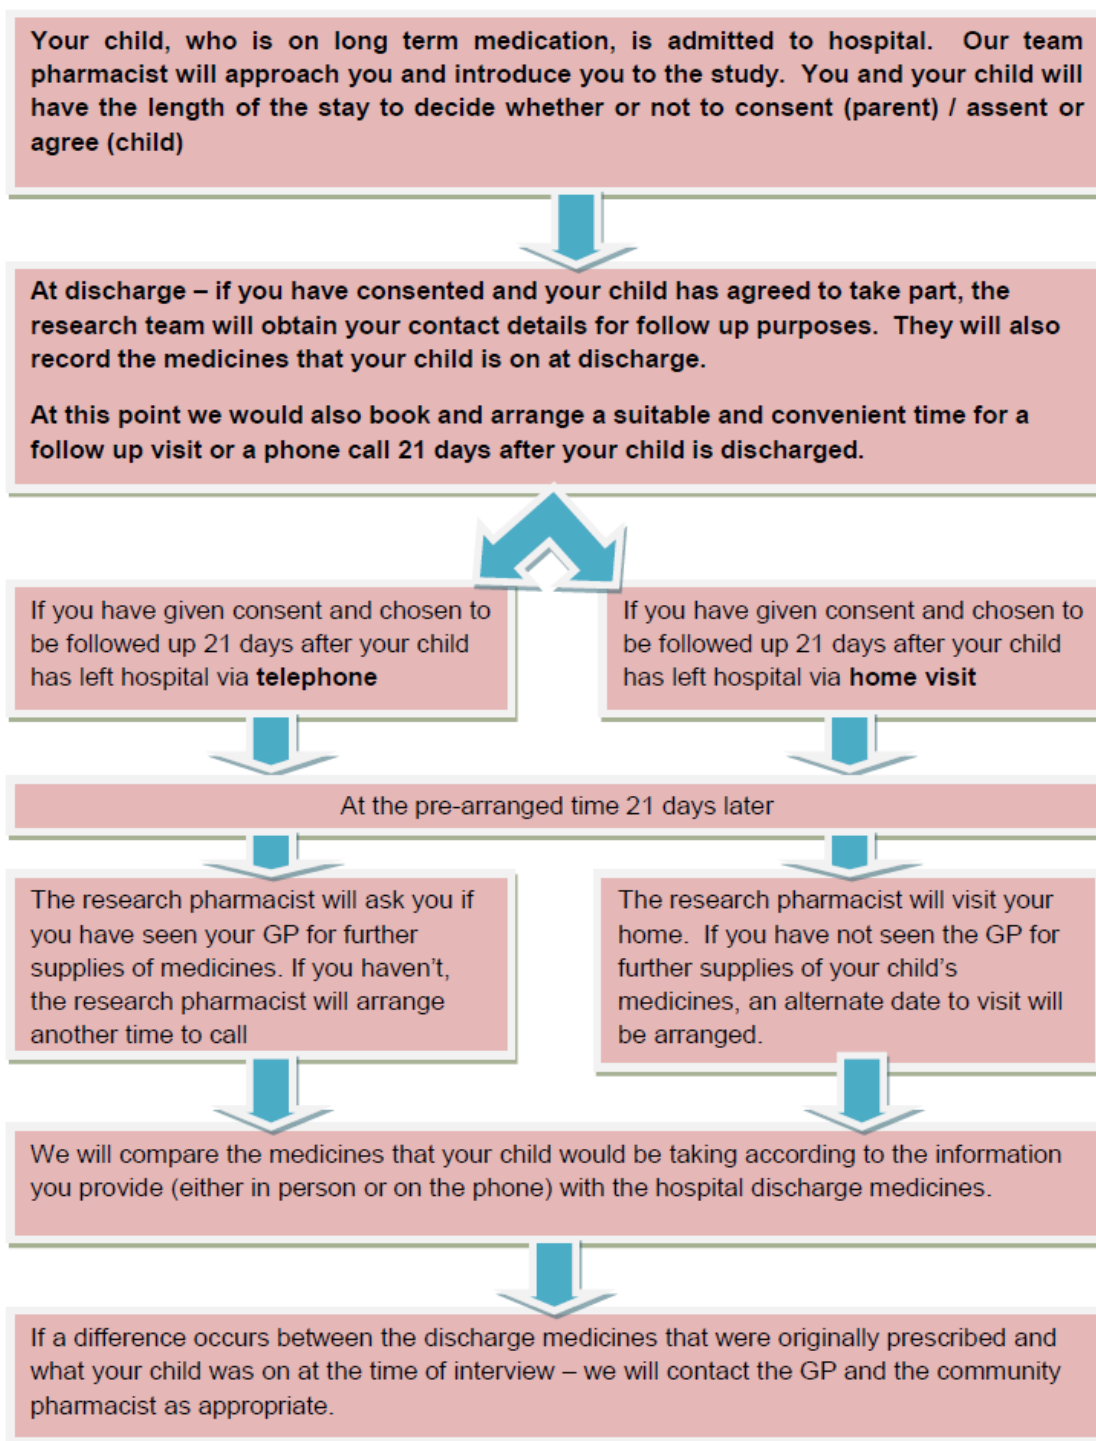 Your child, who is on long term medication, is admitted to hospital. Our team
pharmacist will approach you and introduce you to the study. You and your child will
have the length of the stay to decide whether or not to consent (parent) / assent or
agree (child)
At discharge – if you have consented and your child has agreed to take part, the
research team will obtain your contact details for follow up purposes. They will also
record the medicines that your child is on at discharge.
At this point we would also book and arrange a suitable and convenient time for a
follow up visit or a phone call 21 days after your child is discharged.
If you have given consent and chosen to
be followed up 21 days after your child
has left hospital via telephone
If you have given consent and chosen to
be followed up 21 days after your child
has left hospital via home visit
At the pre-arranged time 21 days later
The research pharmacist will ask you if
you have seen your GP for further
supplies of medicines. If you haven't,
the research pharmacist will arrange
another time to call
The research pharmacist will visit your
home. If you have not seen the GP for
further supplies of your child's
medicines, an alternate date to visit will
be arranged.
We will compare the medicines that your child would be taking according to the information
you provide (either in person or on the phone) with the hospital discharge medicines.
If a difference occurs between the discharge medicines that were originally prescribed and
what your child was on at the time of interview – we will contact the GP and the community
pharmacist as appropriate.